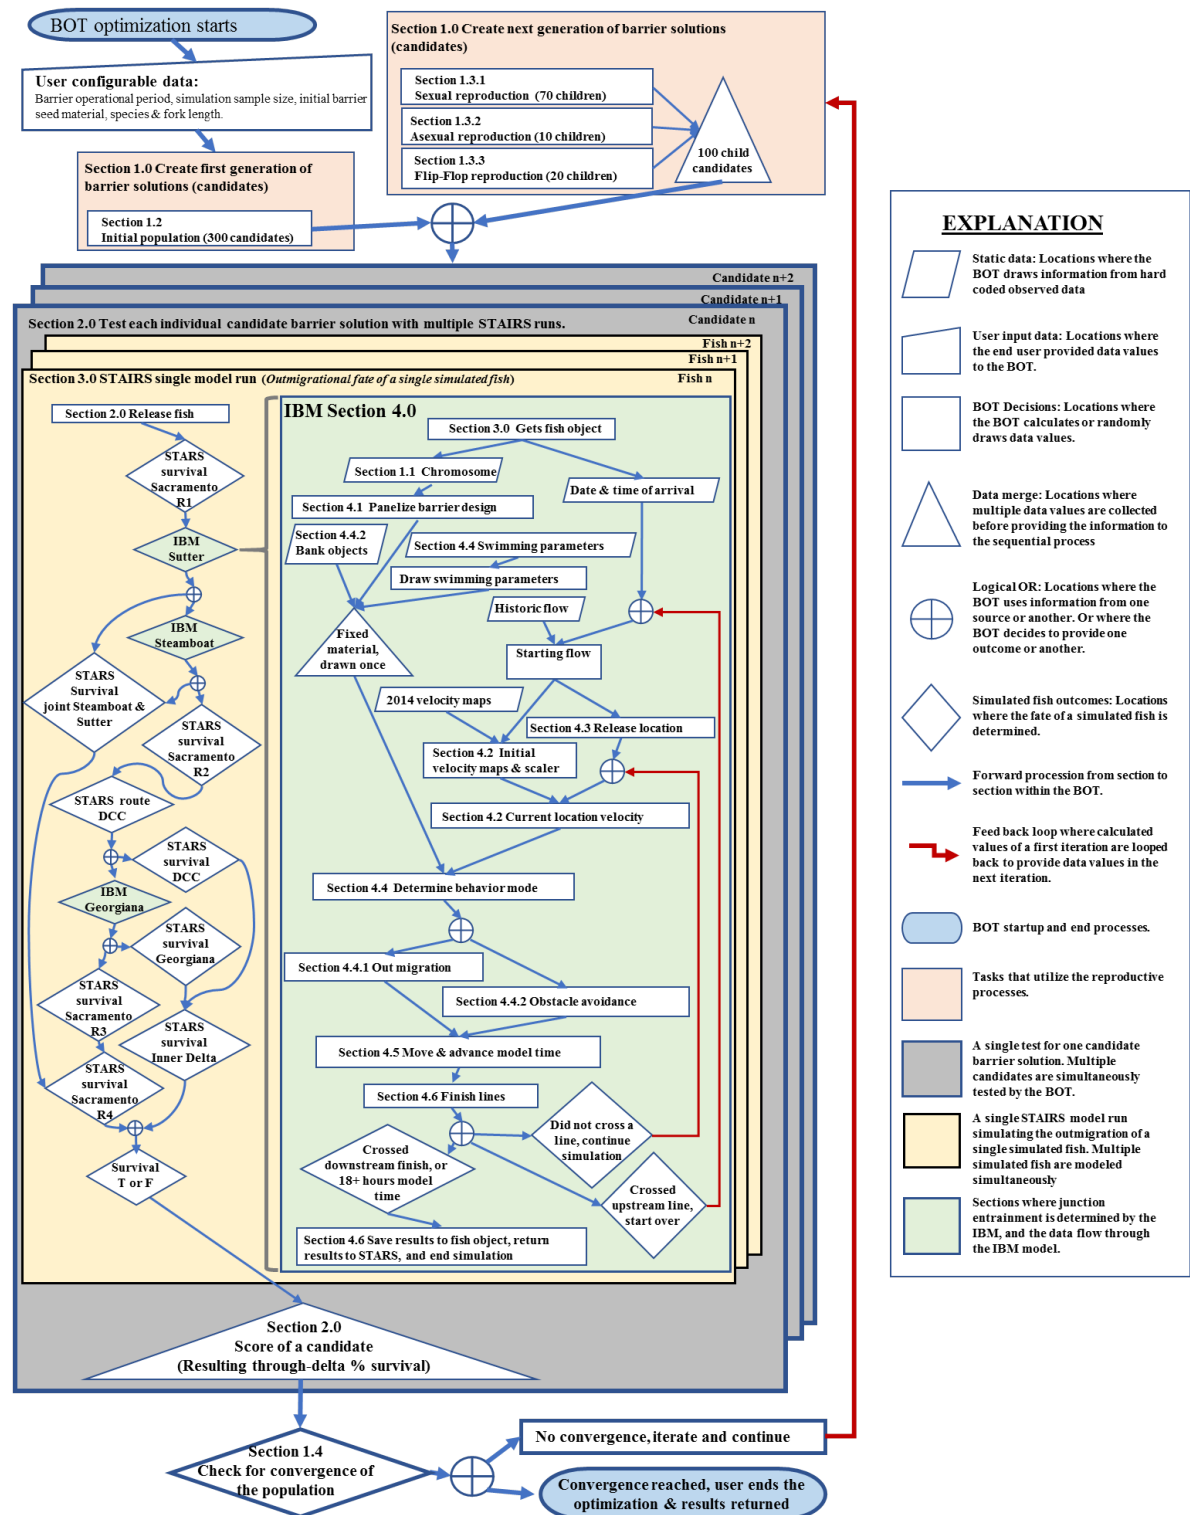 BOT optimization starts
User configurable data:
Barrier operational period, simulation sample size, initial barrier
seed material, species & fork length.
Section 1.0 Create first generation of
barrier solutions (candidates)
Section 1.2
Initial population (300 candidates)
Section 1.0 Create next generation of barrier solutions
(candidates)
Section 1.3.1
Sexual reproduction (70 children)
Section 1.3.2
Asexual reproduction (10 children)
Section 1.3.3
Flip-Flop reproduction (20 children)
100 child
candidates
Candidate n+2
Candidate n+1
Candidate n
Section 2.0 Test each individual candidate barrier solution with multiple STAIRS runs.
Fish n+2
Fish n+1
Fish n
Section 3.0 STAIRS single model run (Outmigrational fate of a single simulated fish)
Section 2.0 Release fish
STARS
survival
Sacramento
R1
IBM
Sutter
IBM
Steamboat
STARS
Survival
joint Steamboat &
Sutter
STARS
survival
Sacramento
R2
STARS route
DCC
STARS
survival
DCC
IBM
Georgiana
STARS
survival
Georgiana
STARS
survival
Sacramento
R3
STARS
survival
Inner Delta
STARS
survival
Sacramento
R4
Survival
T or F
IBM Section 4.0
Section 3.0 Gets fish object
Section 1.1 Chromosome
Date & time of arrival
Section 4.1 Panelize barrier design
Section 4.4.2
Bank objects
Section 4.4 Swimming parameters
Draw swimming parameters
Historic flow
Fixed
material,
drawn once
Starting flow
2014 velocity maps
Section 4.3 Release location
Section 4.2 Initial
velocity maps & scaler
Section 4.2 Current location velocity
Section 4.4 Determine behavior mode
Section 4.4.1 Out migration
Section 4.4.2 Obstacle avoidance
Section 4.5 Move & advance model time
Section 4.6 Finish lines
Did not cross a
line, continue
simulation
Crossed
downstream finish, or
18+ hours model
time
Crossed
upstream line,
start over
Section 4.6 Save results to fish object, return
results to STARS, and end simulation
Section 2.0
Score of a candidate
(Resulting through-delta % survival)
Section 1.4
Check for convergence of
the population
No convergence, iterate and continue
Convergence reached, user ends the
optimization & results returned
EXPLANATION
Static data: Locations where the
BOT draws information from hard
coded observed data
User input data: Locations where
the end user provided data values
to the BOT.
BOT Decisions: Locations where
the BOT calculates or randomly
draws data values.
Data merge: Locations where
multiple data values are collected
before providing the information to
the sequential process
Logical OR: Locations where the
BOT uses information from one
source or another. Or where the
BOT decides to provide one
outcome or another.
Simulated fish outcomes: Locations
where the fate of a simulated fish is
determined.
Forward procession from section to
section within the BOT.
Feed back loop where calculated
values of a first iteration are looped
back to provide data values in the
next iteration.
BOT startup and end processes.
Tasks that utilize the reproductive
processes.
A single test for one candidate
barrier solution. Multiple
candidates are simultaneously
tested by the BOT.
A single STAIRS model run
simulating the outmigration of a
single simulated fish. Multiple
simulated fish are modeled
simultaneously
Sections where junction
entrainment is determined by the
IBM, and the data flow through
the IBM model.